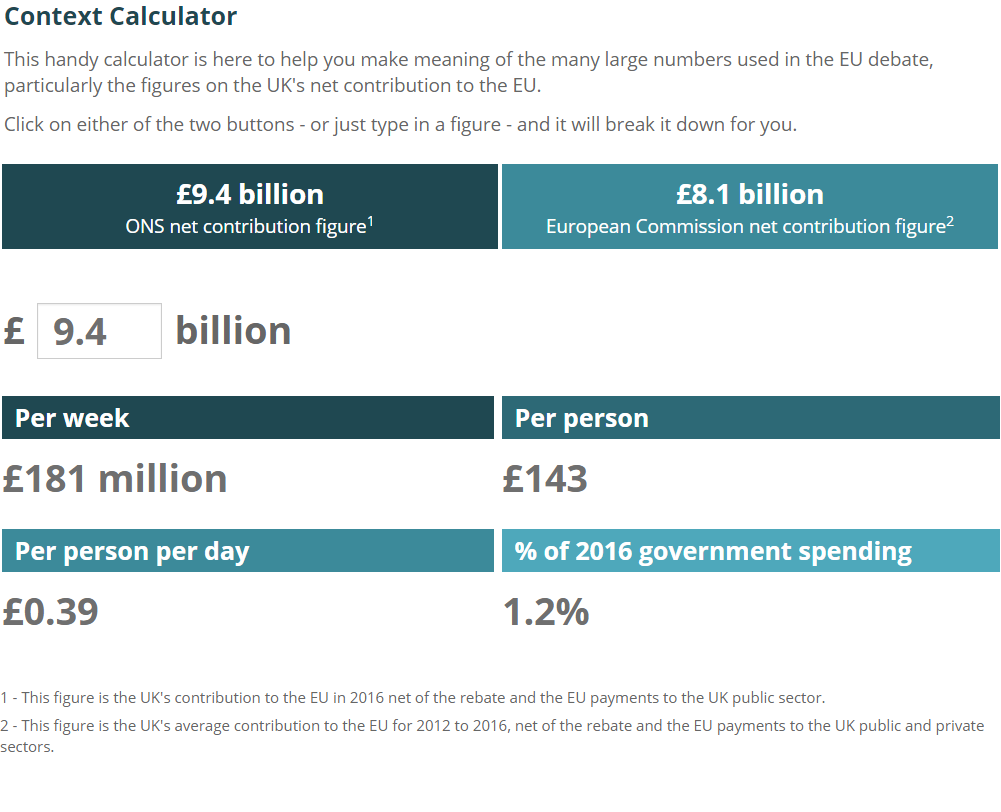 Context Calculator
This handy calculator is here to help you make meaning of the many large numbers used in the EU debate,
particularly the figures on the UK's net contribution to the EU.
Click on either of the two buttons - or just type in a figure - and it will break it down for you.
£9.4 billion
ONS net contribution figure¹
£8.1 billion
European Commission net contribution figure²
£ 9.4 billion
Per week
£181 million
Per person
£143
Per person per day
£0.39
% of 2016 government spending
1.2%
1 - This figure is the UK's contribution to the EU in 2016 net of the rebate and the EU payments to the UK public sector.
2 - This figure is the UK's average contribution to the EU for 2012 to 2016, net of the rebate and the EU payments to the UK public and private
sectors.